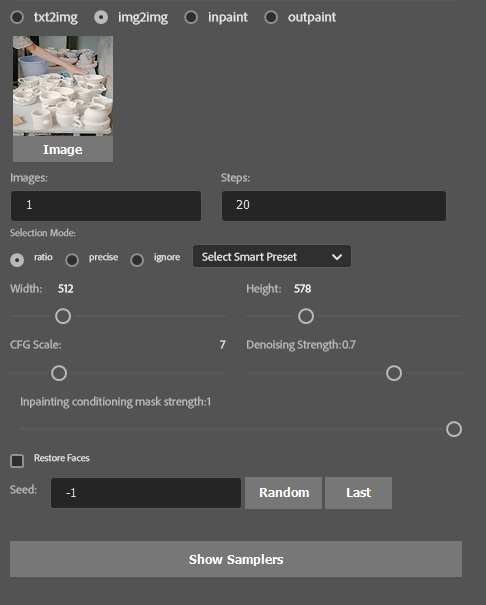 txt2img img2img inpaint outpaint
Image
Images: Steps:
1 20
Selection Mode:
ratio precise ignore Select Smart Preset
Width: 512 Height: 578
CFG Scale: 7 Denoising Strength:0.7
Inpainting conditioning mask strength:1
Restore Faces
Seed: -1 Random Last
Show Samplers